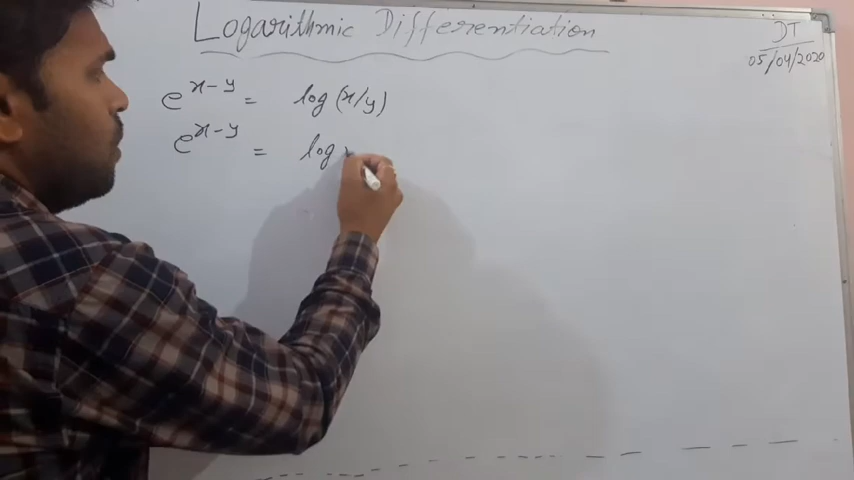 Logarithmic Differentiation
DT
05/04/2020
e^{x-y} = log (x/y)
e^{x-y} = log